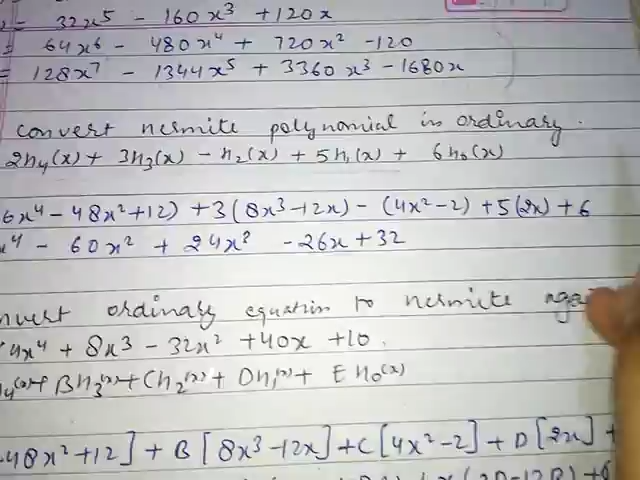 32x⁵ - 160x³ + 120x
= 64x⁶ - 480x⁴ + 720x² - 120
= 128x⁷ - 1344x⁵ + 3360x³ - 1680x
convert hermite polynomial in ordinary.
2h₄(x) + 3h₃(x) - h₂(x) + 5h₁(x) + 6h₀(x)
6x⁴ - 48x² + 12) + 3(8x³ - 12x) - (4x² - 2) + 5(2x) + 6
x⁴ - 60x² + 24x³ - 26x + 32
nvert ordinary equation to hermite aga
4x⁴ + 8x³ - 32x² + 40x + 10.
+ Bh₃(x) + Ch₂(x) + Dh₁(x) + Eh₀(x)
-48x² + 12] + B[8x³ - 12x] + C[4x² - 2] + D[2x] +